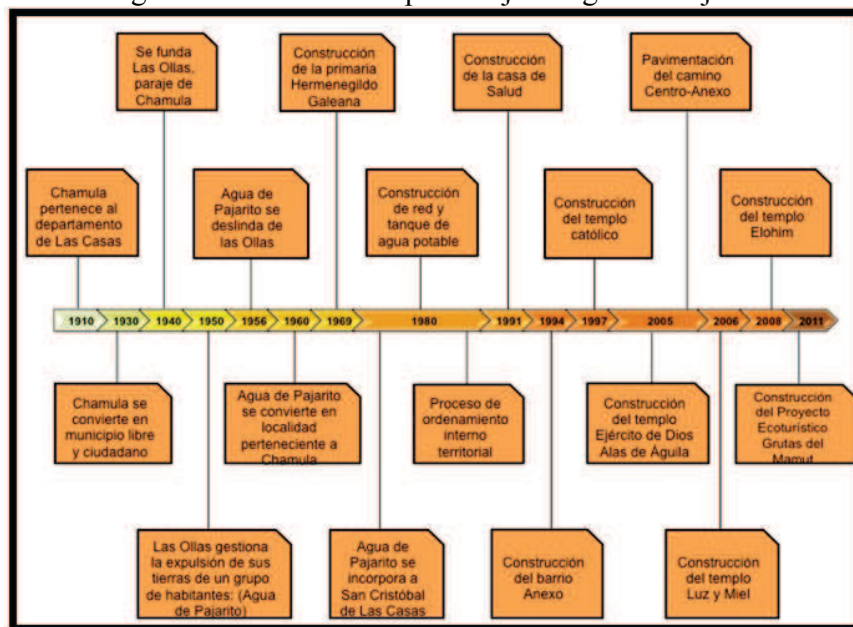 Se funda
Las Ollas,
paraje de
Chamula
Construcción
de la primaria
Hermenegildo
Galeana
Construcción
de la casa de
Salud
Pavimentación
del camino
Centro-Anexo
Chamula
pertenece al
departamento
de Las Casas
Agua de
Pajarito se
deslinda de
las Ollas
Construcción
de red y
tanque de
agua potable
Construcción
del templo
católico
Construcción
del templo
Elohim
1910 1930 1940 1950 1956 1960 1969 1980 1991 1994 1997 2005 2006 2008 2011
Chamula se
convierte en
municipio libre
y ciudadano
Agua de Pajarito
se convierte en
localidad
perteneciente a
Chamula
Proceso de
ordenamiento
interno
territorial
Construcción
del templo
Ejército de Dios
Alas de Águila
Construcción
del Proyecto
Ecoturístico
Grutas del
Mamut
Las Ollas gestiona
la expulsión de sus
tierras de un grupo
de habitantes: (Agua
de Pajarito)
Agua de
Pajarito se
incorpora a
San Cristóbal
de Las Casas
Construcción
del barrio
Anexo
Construcción
del templo
Luz y Miel